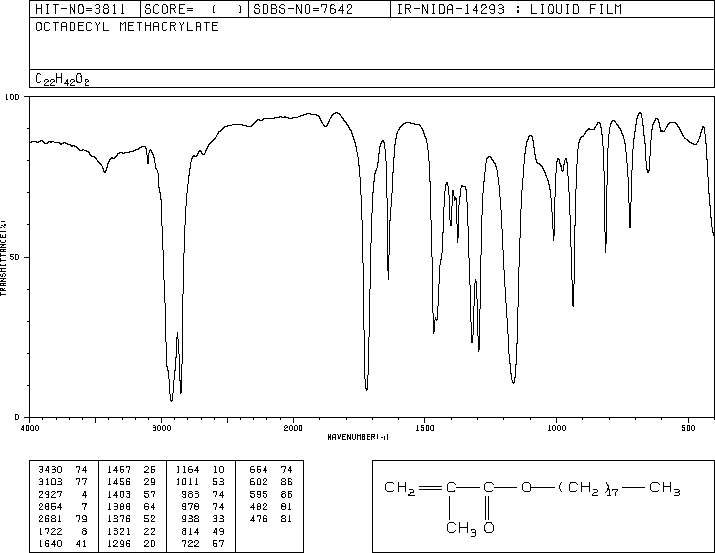 HIT-NO=3811 SCORE= ( ) SDBS-NO=7642 IR-NIDA-14293 : LIQUID FILM
OCTADECYL METHACRYLATE
C22H42O2
100
50
0
TRANSMITTANCE(%)
4000 3000 2000 1500 1000 500
WAVENUMBER(-1)
3430 74 1467 26 1164 10 664 74
3103 77 1456 29 1011 53 602 86
2927 4 1403 57 983 74 595 86
2854 7 1388 64 978 74 482 81
2681 79 1376 52 938 33 476 81
1722 8 1321 22 814 49
1640 41 1296 20 722 57
CH2 C C O (CH2)17 CH3
CH3 O